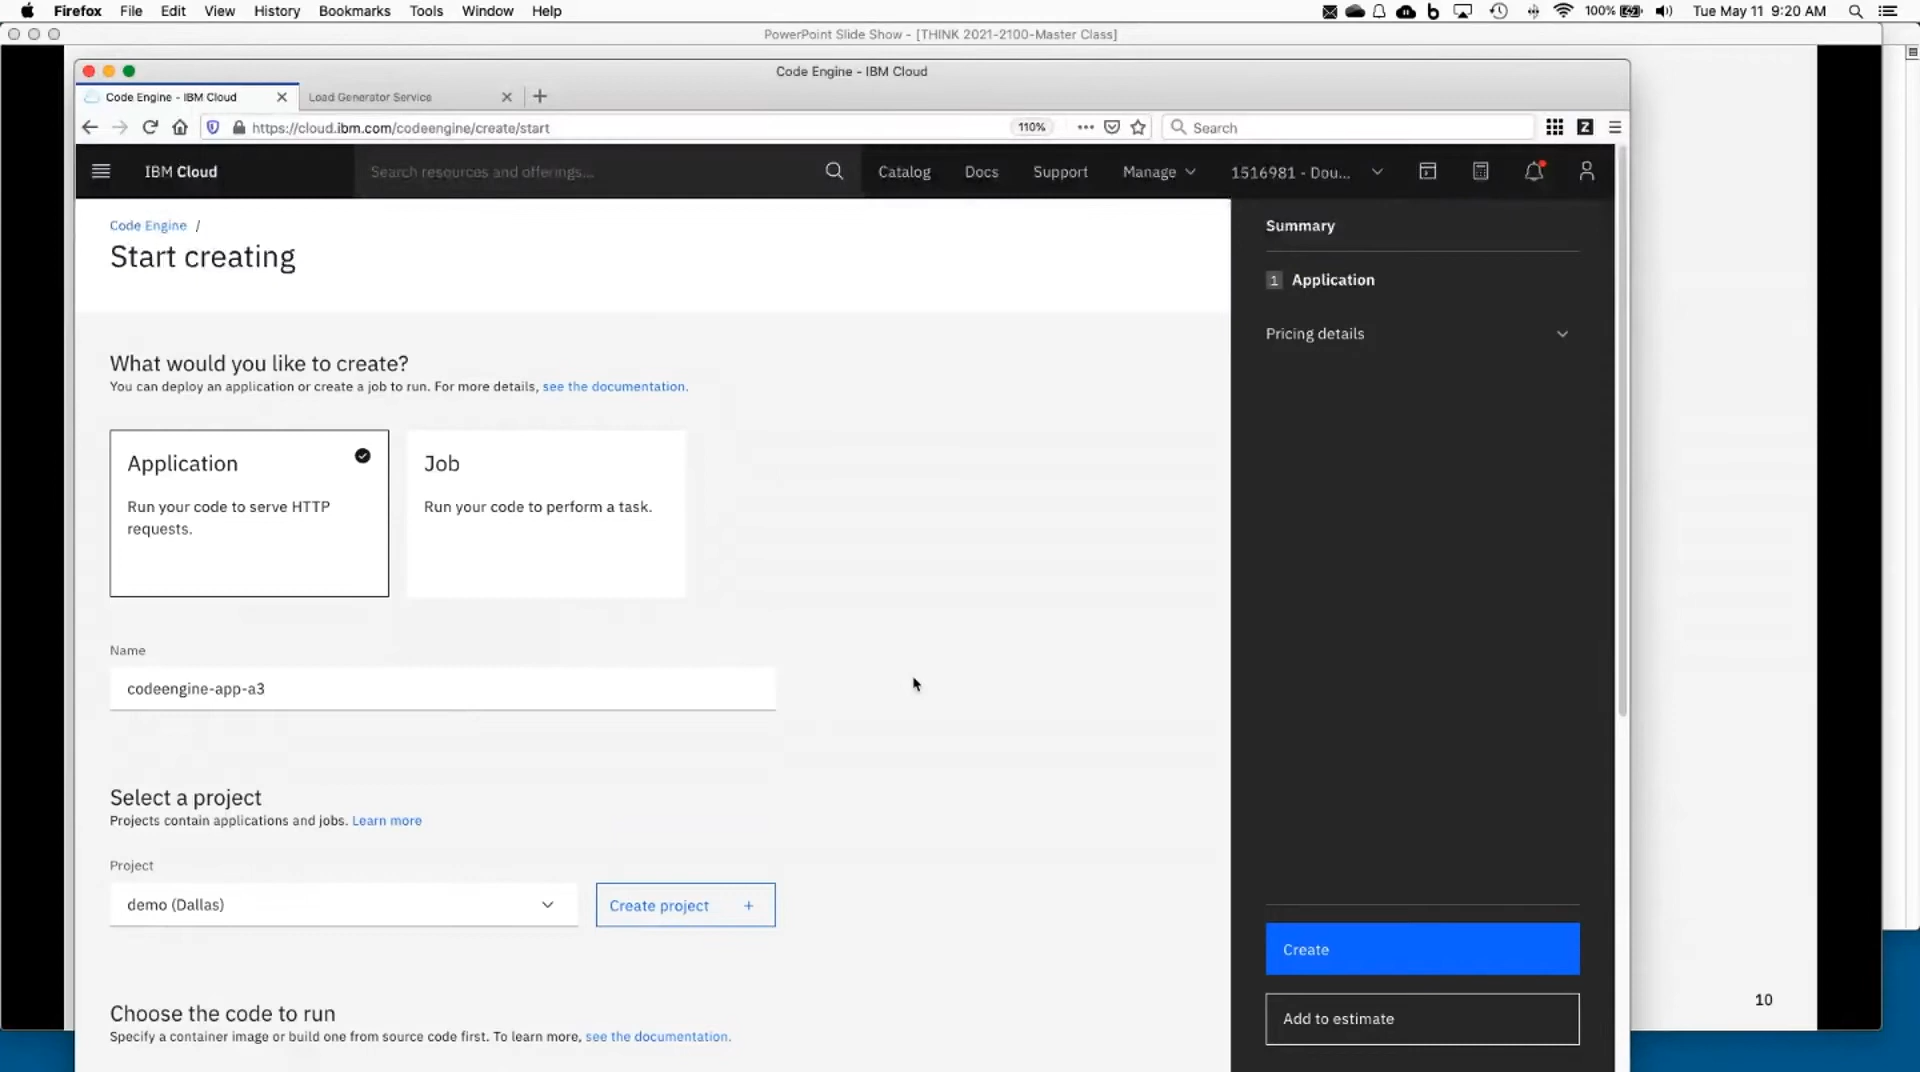 Firefox File Edit View History Bookmarks Tools Window Help 100% Tue May 11 9:20 AM
PowerPoint Slide Show - [THINK 2021-2100-Master Class]
Code Engine - IBM Cloud
Code Engine - IBM Cloud Load Generator Service
https://cloud.ibm.com/codeengine/create/start 110% Search
IBM Cloud Search resources and offerings... Catalog Docs Support Manage 1516981 - Dou...
Code Engine /
Start creating
What would you like to create?
You can deploy an application or create a job to run. For more details, see the documentation.
Application
Run your code to serve HTTP
requests.
Job
Run your code to perform a task.
Name
codeengine-app-a3
Select a project
Projects contain applications and jobs. Learn more
Project
demo (Dallas)
Create project +
Choose the code to run
Specify a container image or build one from source code first. To learn more, see the documentation.
Summary
1 Application
Pricing details
Create
Add to estimate
10